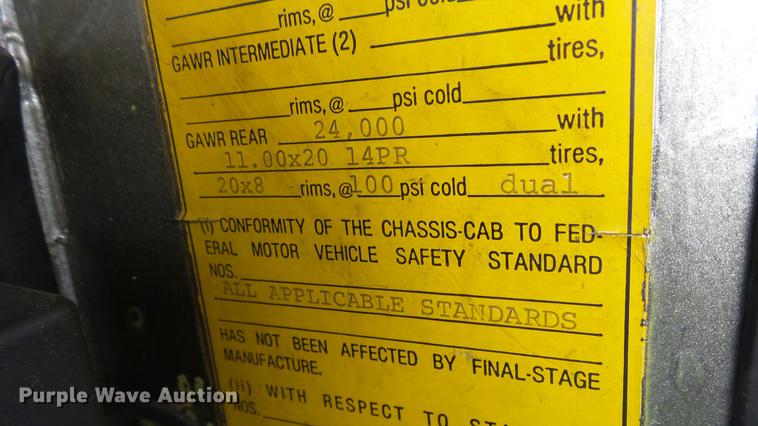 rims,@ psi cold
with
GAWR INTERMEDIATE (2)
tires,
rims,@ psi cold
GAWR REAR 24,000 with
11.00x20 14PR tires,
20x8 rims,@100 psi cold dual
(i) CONFORMITY OF THE CHASSIS-CAB TO FED-
ERAL MOTOR VEHICLE SAFETY STANDARD
NOS.
ALL APPLICABLE STANDARDS
HAS NOT BEEN AFFECTED BY FINAL-STAGE
MANUFACTURE.
(ii) WITH RESPECT TO
NOS.
Purple Wave Auction